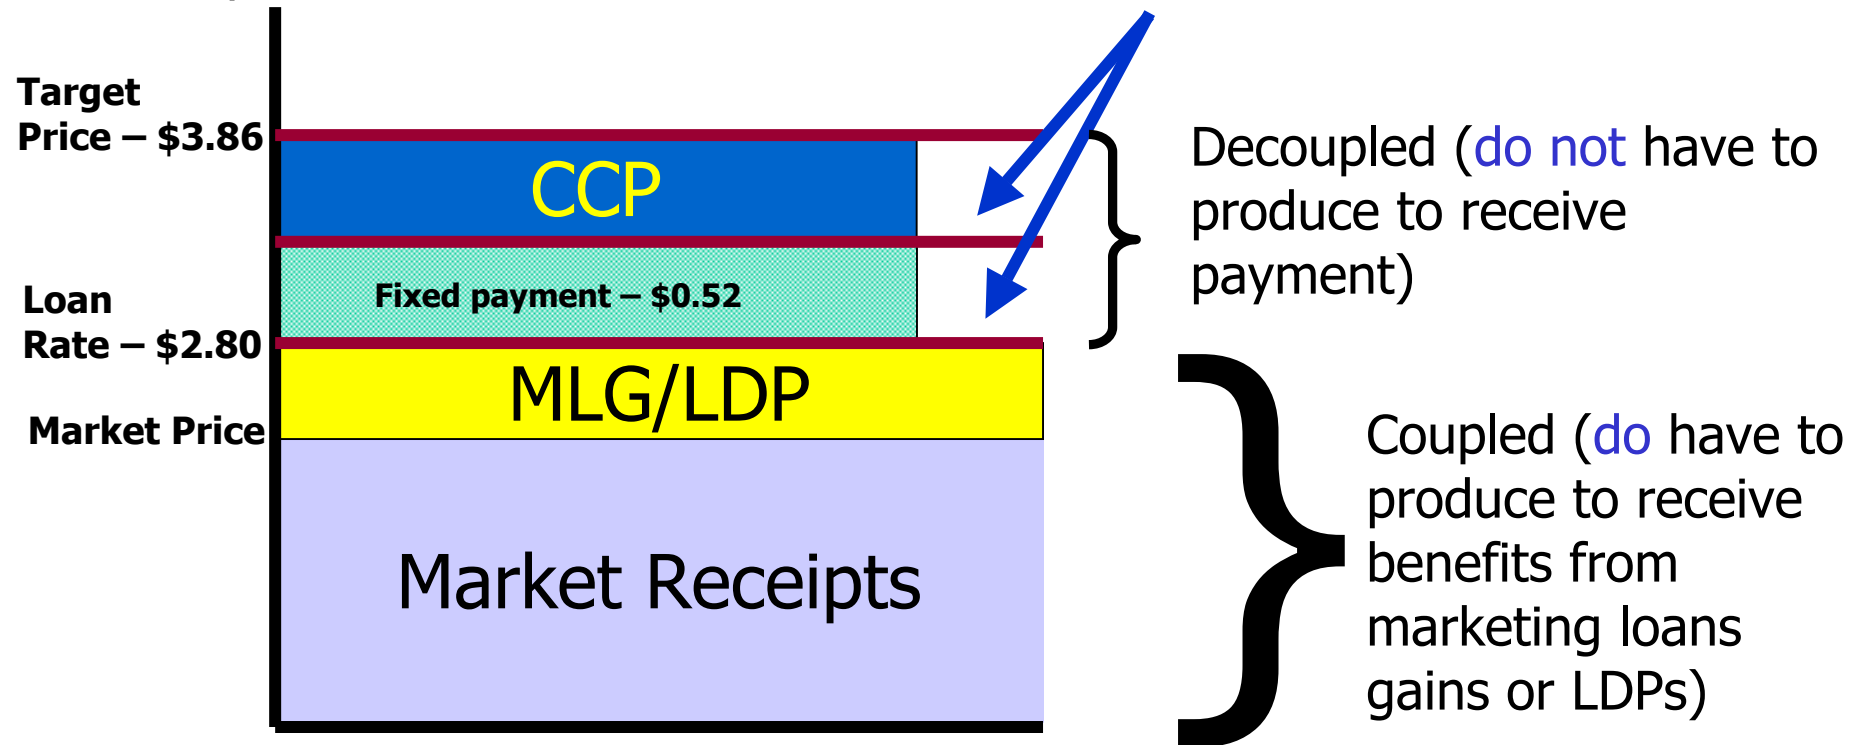 Target
Price – $3.86
CCP
Decoupled (do not have to
produce to receive
payment)
Fixed payment – $0.52
Loan
Rate – $2.80
MLG/LDP
Market Price
Coupled (do have to
produce to receive
benefits from
marketing loans
gains or LDPs)
Market Receipts